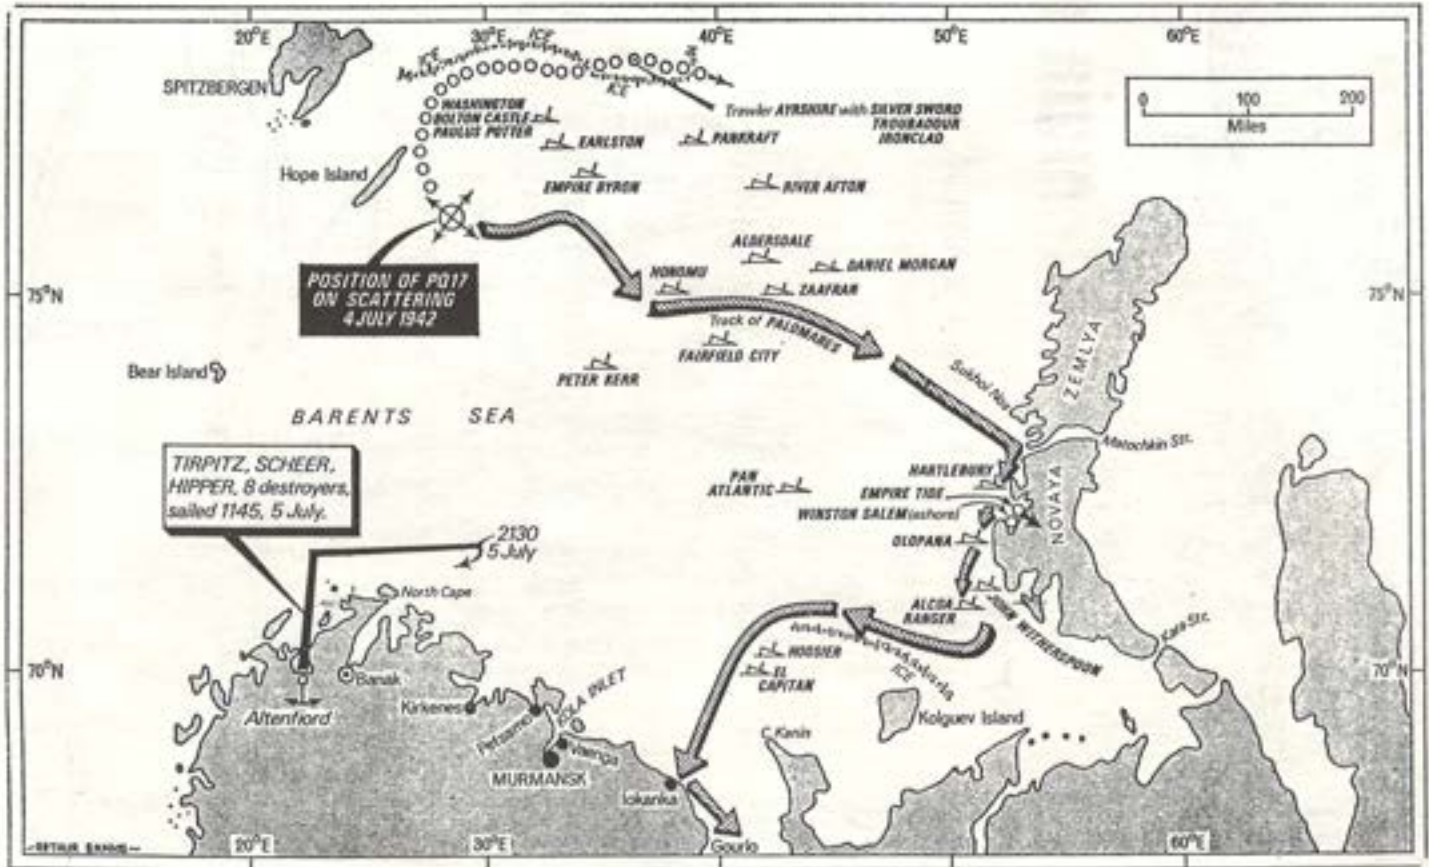 20°E
30°E
40°E
50°E
60°E
ICE
ICE
ICE
SPITZBERGEN
WASHINGTON
BOLTON CASTLE
PAULUS POTTER
EARLSTON
PANKRAFT
Trawler AYRSHIRE with SILVER SWORD
TROUBADOUR
IRONCLAD
0 100 200
Miles
Hope Island
EMPIRE BYRON
RIVER AFTON
POSITION OF PQ17
ON SCATTERING
4 JULY 1942
ALDERSDALE
DANIEL MORGAN
HONOMU
ZAAFRAN
75°N
75°N
Track of PALOMARES
FAIRFIELD CITY
PETER KERR
Bear Island
BARENTS SEA
Sukhoi Nos
ZEMLYA
Matochkin Str.
NOVAYA
TIRPITZ, SCHEER,
HIPPER, 8 destroyers,
sailed 1145, 5 July.
PAN
ATLANTIC
HARTLEBURY
EMPIRE TIDE
WINSTON SALEM (ashore)
OLOPANA
2130
5 July
North Cape
ALCOA
RANGER
JOHN WITHERSPOON
Kara Str.
HOOSIER
EL
CAPITAN
ICE
70°N
70°N
Banak
Altenfiord
Kirkenes
Petsamo
KOLA INLET
Vaenga
MURMANSK
Kolguev Island
C. Kanin
Iokanka
Gourlo
20°E
30°E
60°E
ARTHUR BANKS